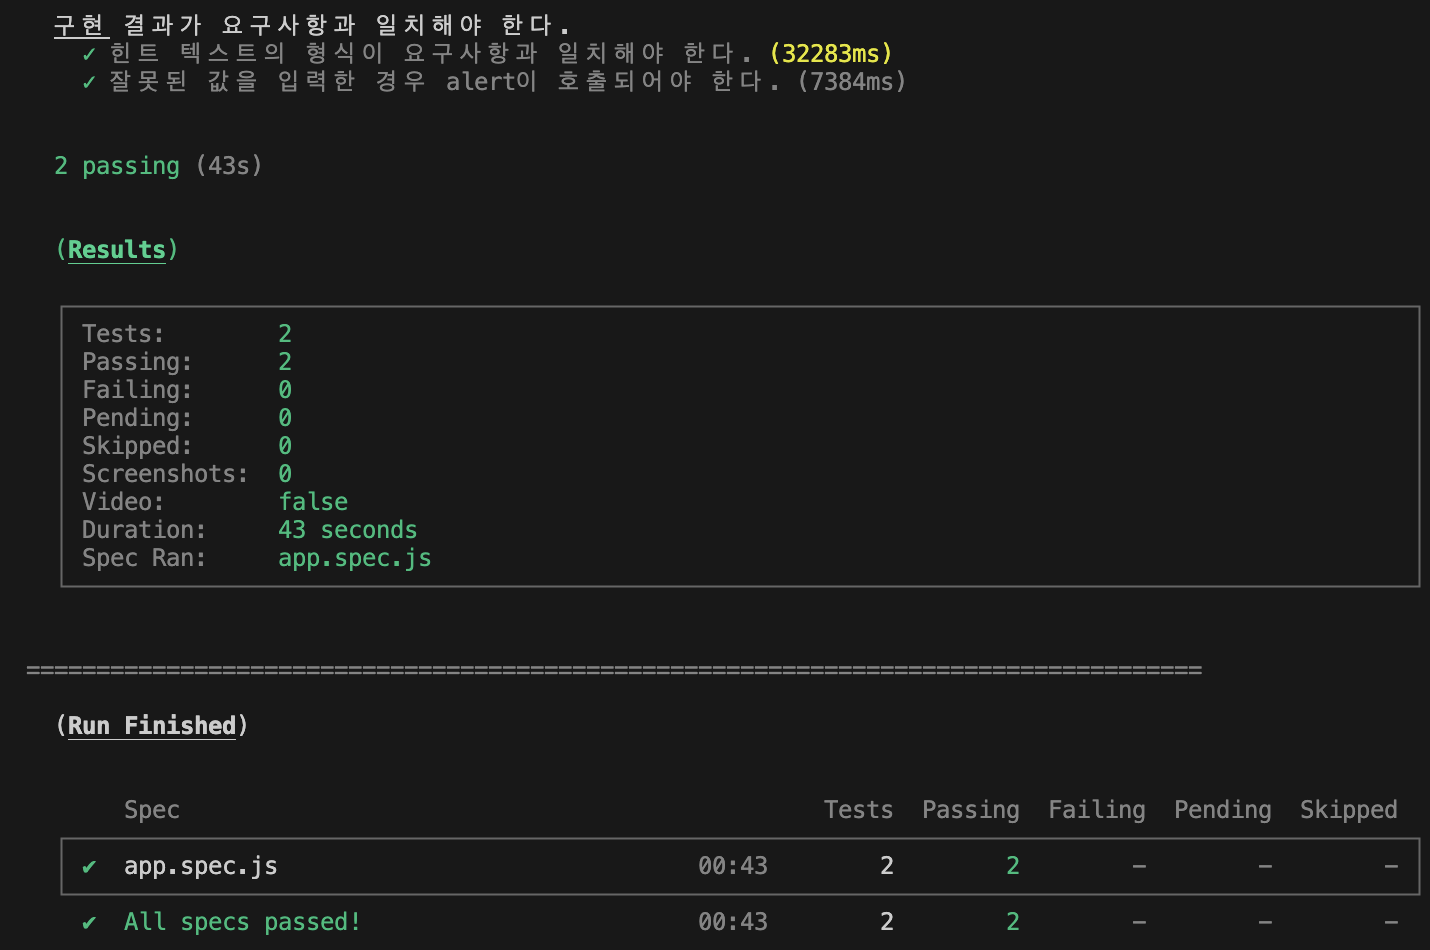 구현 결과가 요구사항과 일치해야 한다.
✓ 힌트 텍스트의 형식이 요구사항과 일치해야 한다. (32283ms)
✓ 잘못된 값을 입력한 경우 alert이 호출되어야 한다. (7384ms)
2 passing (43s)
(Results)
Tests: 2
Passing: 2
Failing: 0
Pending: 0
Skipped: 0
Screenshots: 0
Video: false
Duration: 43 seconds
Spec Ran: app.spec.js
====================================================================================
(Run Finished)
Spec Tests Passing Failing Pending Skipped
✔ app.spec.js 00:43 2 2 – – –
✔ All specs passed! 00:43 2 2 – – –